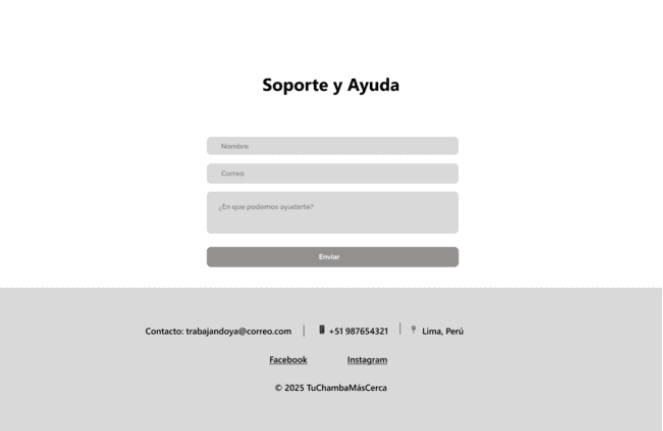 Soporte y Ayuda
Nombre
Correo
¿En que podemos ayudarte?
Enviar
Contacto: trabajandoya@correo.com | +51 987654321 | Lima, Perú
Facebook Instagram
© 2025 TuChambaMásCerca